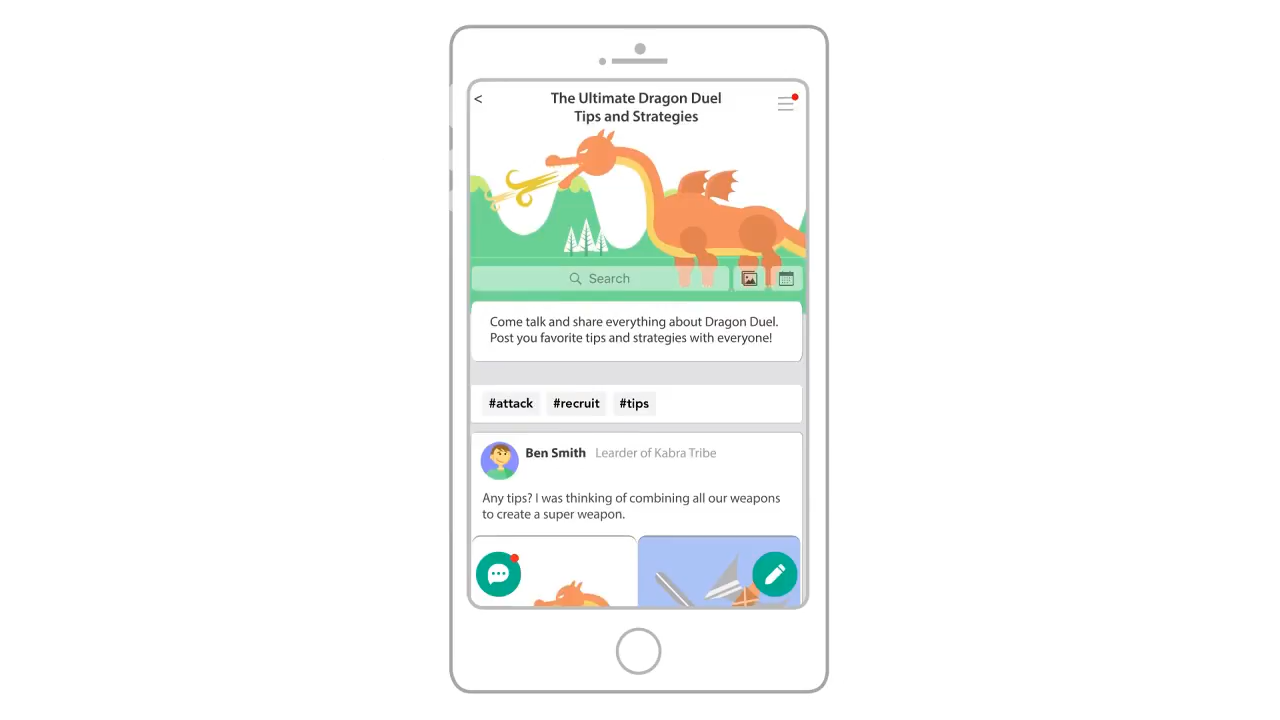 <
The Ultimate Dragon Duel
Tips and Strategies
Search
Come talk and share everything about Dragon Duel.
Post you favorite tips and strategies with everyone!
#attack #recruit #tips
Ben Smith Learder of Kabra Tribe
Any tips? I was thinking of combining all our weapons
to create a super weapon.